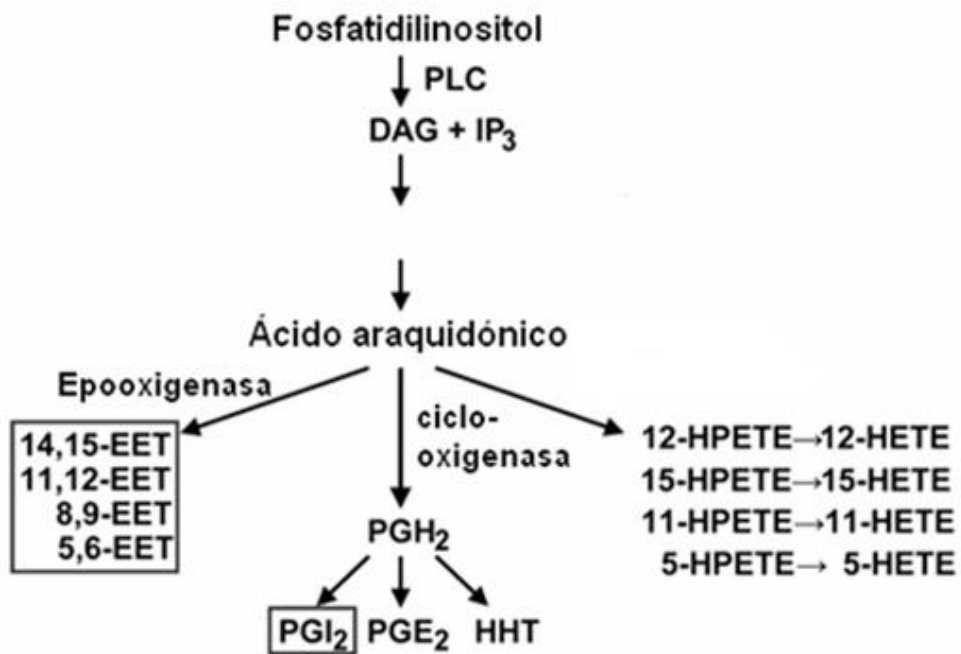 Fosfatidilinositol
PLC
DAG + IP3
Ácido araquidónico
Epooxigenasa
ciclo-
oxigenasa
14,15-EET
11,12-EET
8,9-EET
5,6-EET
12-HPETE→12-HETE
15-HPETE→15-HETE
11-HPETE→11-HETE
5-HPETE→ 5-HETE
PGH2
PGI2 PGE2 HHT